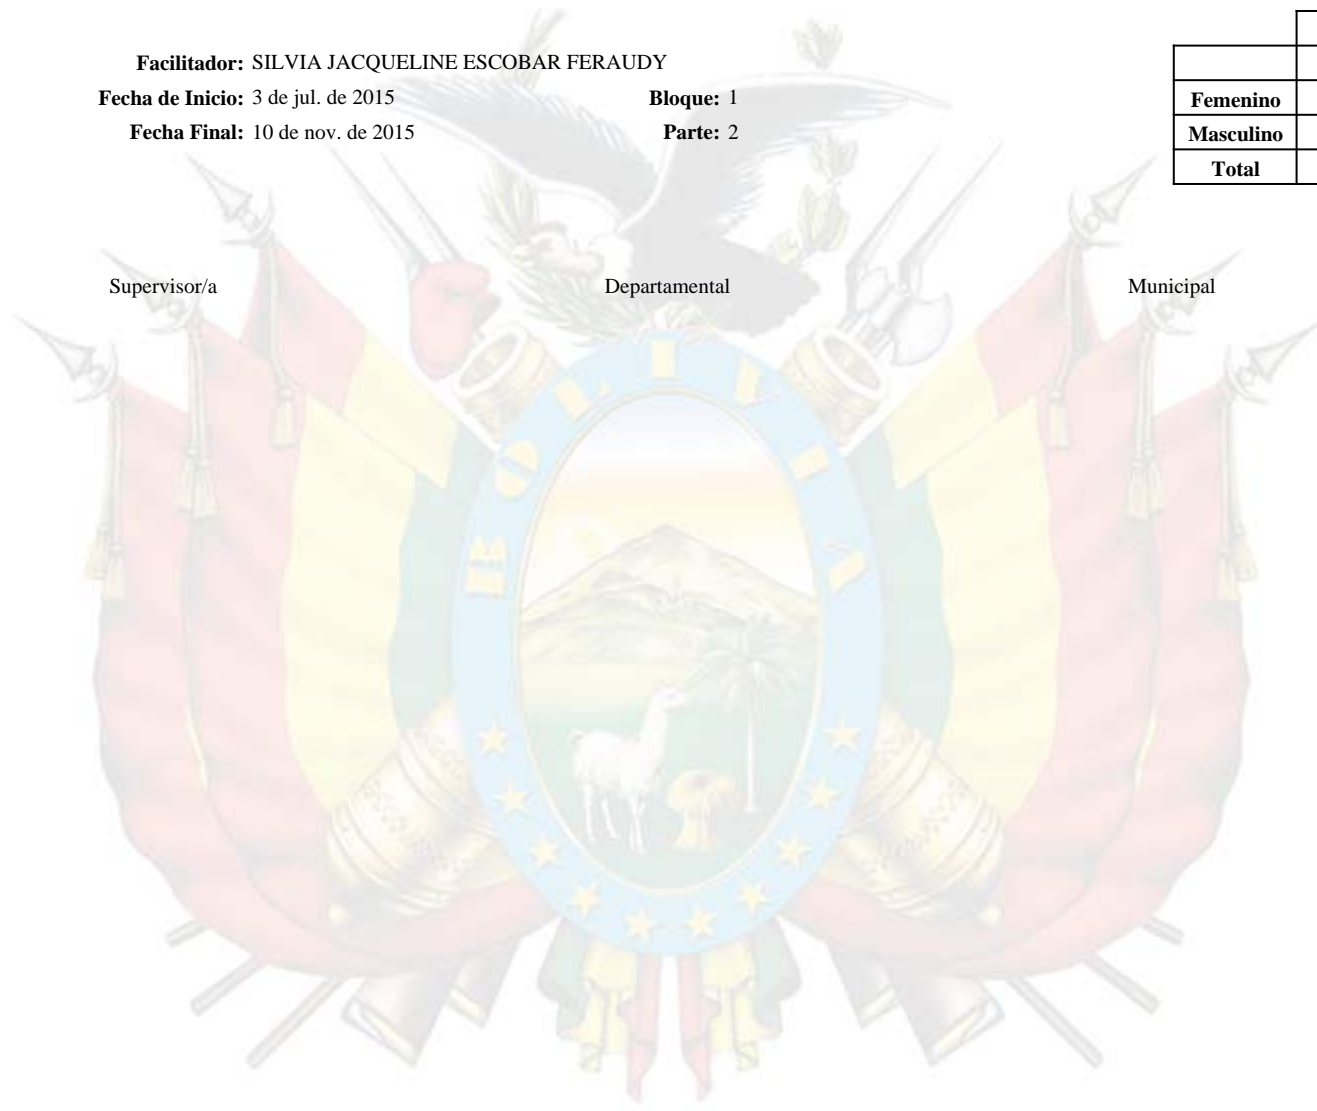 Facilitador: SILVIA JACQUELINE ESCOBAR FERAUDY
Fecha de Inicio: 3 de jul. de 2015 Bloque: 1
Femenino
Fecha Final: 10 de nov. de 2015 Parte: 2
Masculino
Total
Supervisor/a Departamental Municipal
BOLIVIA